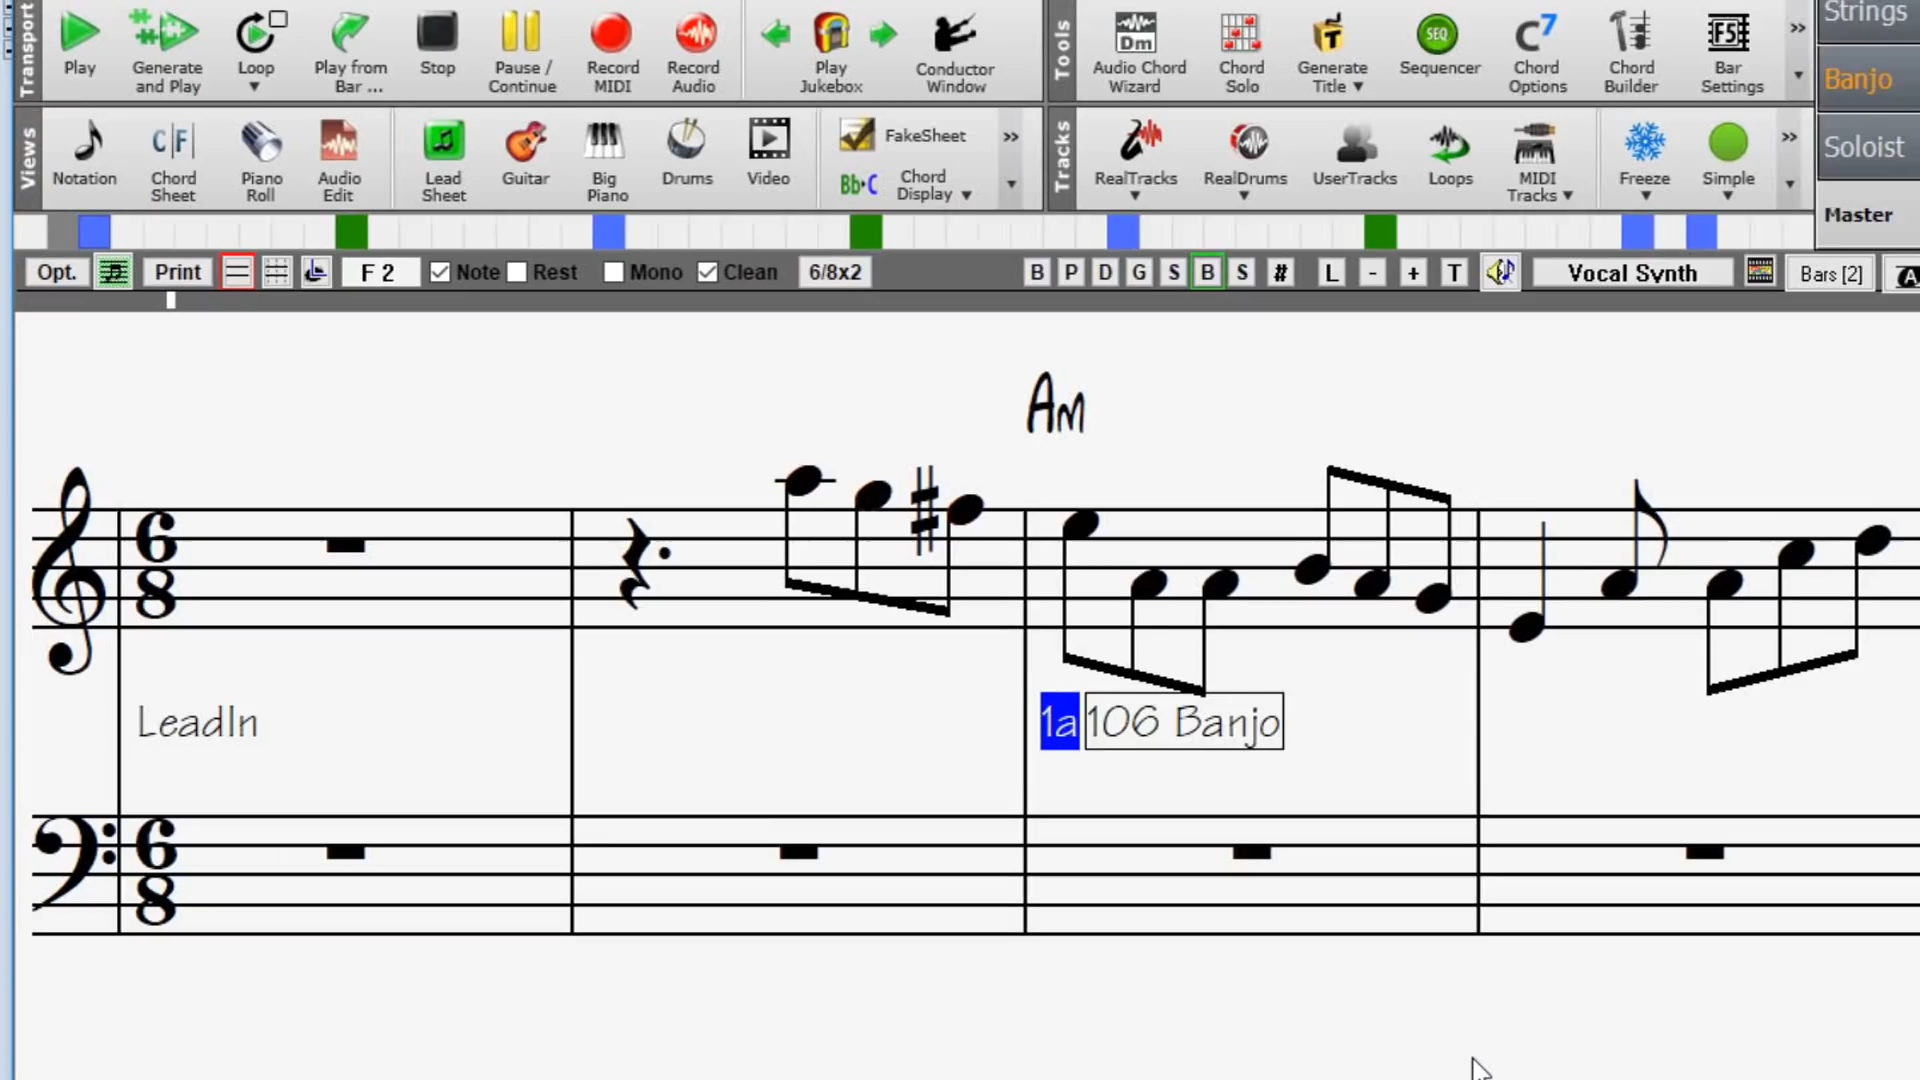 Transport
Play
Generate and Play
Loop
Play from Bar ...
Stop
Pause / Continue
Record MIDI
Record Audio
Play Jukebox
Conductor Window
Tools
Dm
Audio Chord Wizard
Chord Solo
T
Generate Title
SEQ
Sequencer
C7
Chord Options
Chord Builder
F5
Bar Settings
Strings
Banjo
Soloist
Master
Views
Notation
C F
Chord Sheet
Piano Roll
Audio Edit
Lead Sheet
Guitar
Big Piano
Drums
Video
FakeSheet
Bb C
Chord Display
Tracks
RealTracks
RealDrums
UserTracks
Loops
MIDI Tracks
Freeze
Simple
Opt.
Print
F 2
Note
Rest
Mono
Clean
6/8x2
B P D G S B S # L - + T
Vocal Synth
Bars [2]
A
Am
6
8
LeadIn
1a 106 Banjo
6
8